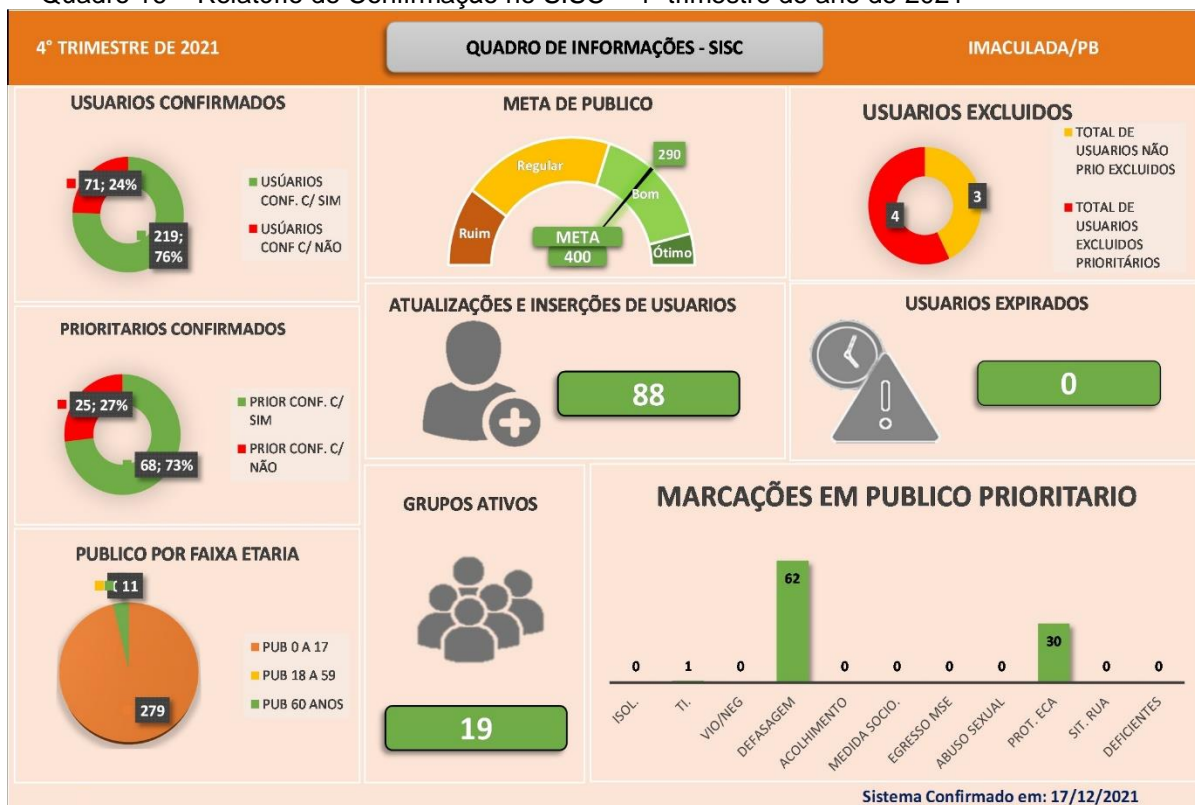 4° TRIMESTRE DE 2021
QUADRO DE INFORMAÇÕES - SISC
IMACULADA/PB
USUARIOS CONFIRMADOS
71; 24%
219;
76%
USÚARIOS
CONF. C/ SIM
USÚARIOS
CONF C/ NÃO
META DE PUBLICO
Ruim
Regular
Bom
Ótimo
290
META
400
USUARIOS EXCLUIDOS
4
3
TOTAL DE
USUARIOS NÃO
PRIO EXCLUIDOS
TOTAL DE
USUARIOS
EXCLUIDOS
PRIORITÁRIOS
PRIORITARIOS CONFIRMADOS
25; 27%
68; 73%
PRIOR CONF. C/
SIM
PRIOR CONF. C/
NÃO
ATUALIZAÇÕES E INSERÇÕES DE USUARIOS
88
USUARIOS EXPIRADOS
0
PUBLICO POR FAIXA ETARIA
11
279
PUB 0 A 17
PUB 18 A 59
PUB 60 ANOS
GRUPOS ATIVOS
19
MARCAÇÕES EM PUBLICO PRIORITARIO
0 1 0 62 0 0 0 0 30 0 0
ISOL.
TI.
VIO/NEG
DEFASAGEM
ACOLHIMENTO
MEDIDA SOCIO.
EGRESSO MSE
ABUSO SEXUAL
PROT. ECA
SIT. RUA
DEFICIENTES
Sistema Confirmado em: 17/12/2021